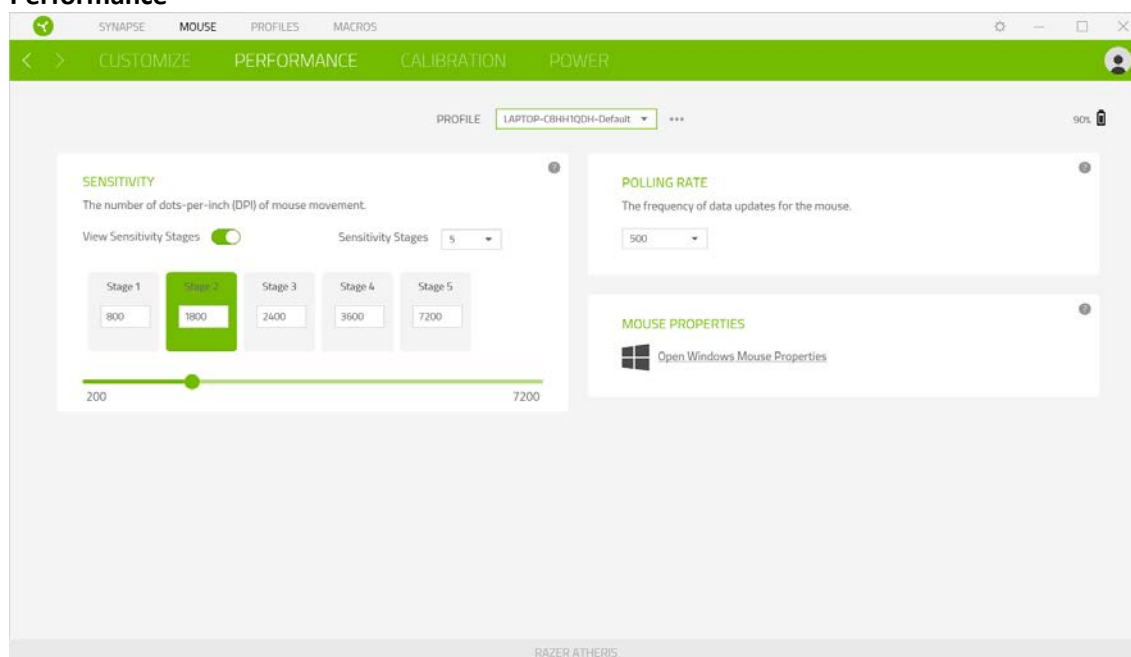 Performance
SYNAPSE MOUSE PROFILES MACROS
CUSTOMIZE PERFORMANCE CALIBRATION POWER
PROFILE LAPTOP-C8HH1QDH-Default
90%
SENSITIVITY
The number of dots-per-inch (DPI) of mouse movement.
View Sensitivity Stages Sensitivity Stages 5
Stage 1 Stage 2 Stage 3 Stage 4 Stage 5
800 1800 2400 3600 7200
200 7200
POLLING RATE
The frequency of data updates for the mouse.
500
MOUSE PROPERTIES
Open Windows Mouse Properties
RAZER ATHERIS